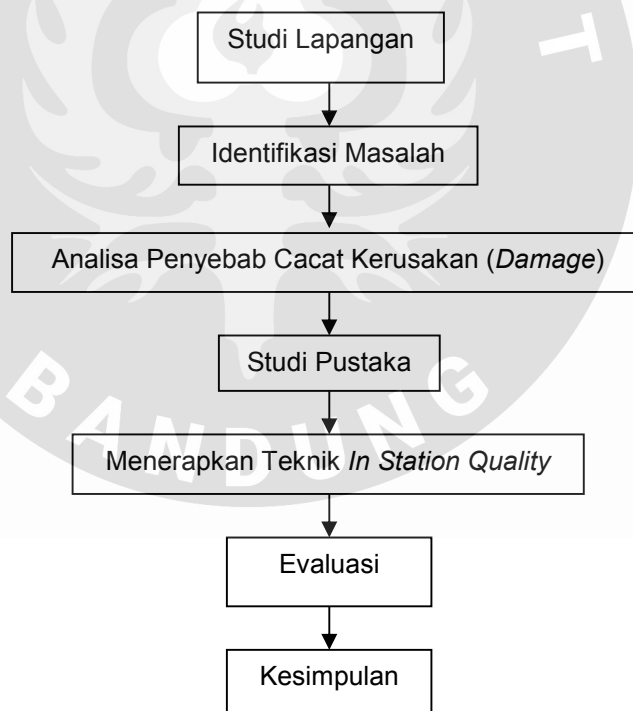 Studi Lapangan
T
Identifikasi Masalah
Analisa Penyebab Cacat Kerusakan (Damage)
Studi Pustaka
BANDUNG
Menerapkan Teknik In Station Quality
Evaluasi
Kesimpulan